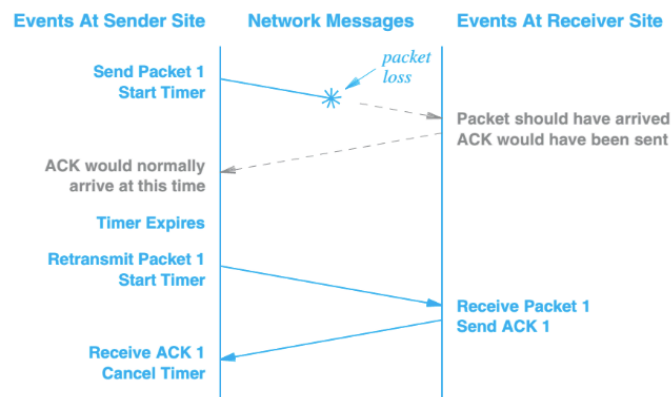 Events At Sender Site
Network Messages
Events At Receiver Site
packet
loss
Send Packet 1
Start Timer
Packet should have arrived
ACK would have been sent
ACK would normally
arrive at this time
Timer Expires
Retransmit Packet 1
Start Timer
Receive Packet 1
Send ACK 1
Receive ACK 1
Cancel Timer